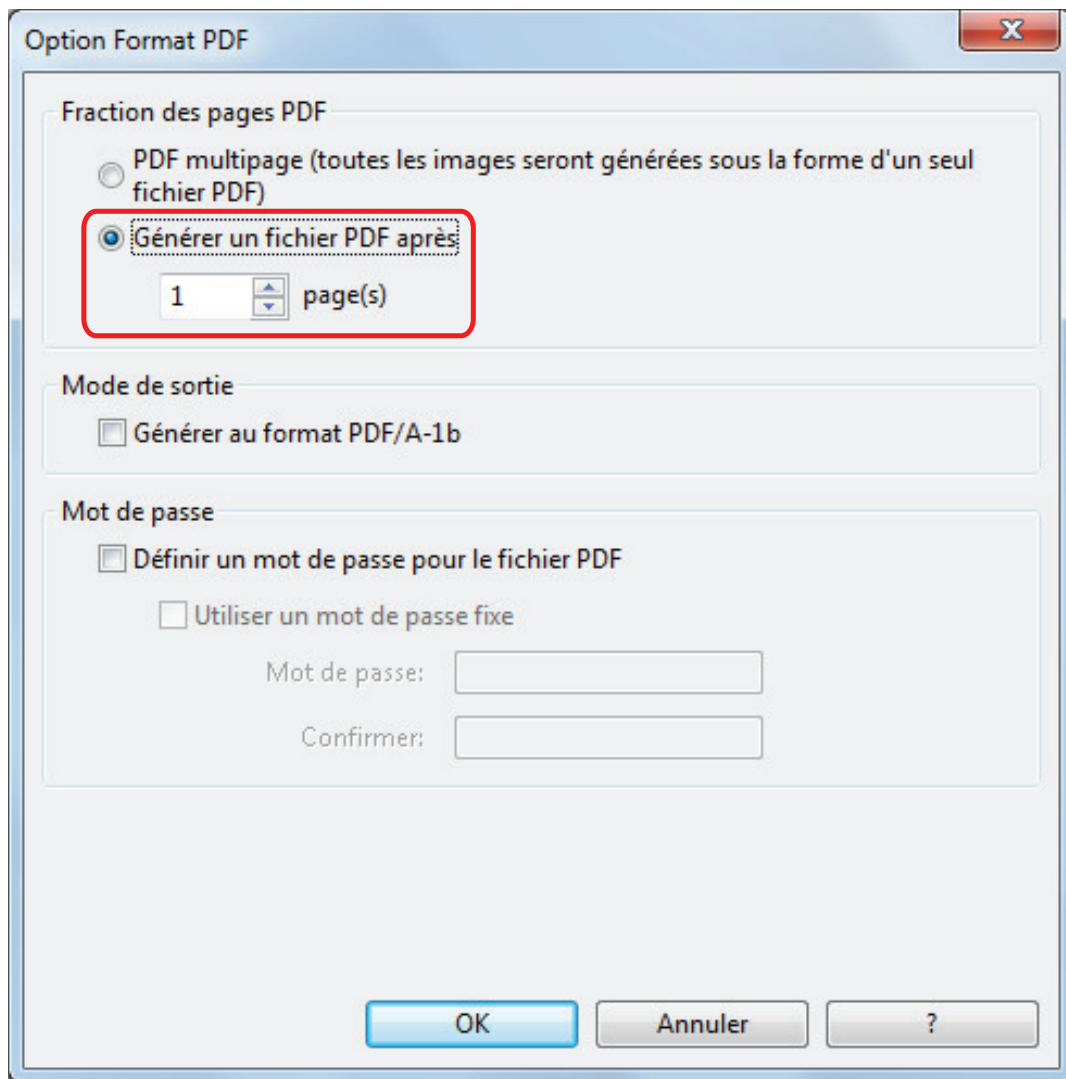 Option Format PDF
Fraction des pages PDF
PDF multipage (toutes les images seront générées sous la forme d'un seul
fichier PDF)
Générer un fichier PDF après
1 page(s)
Mode de sortie
Générer au format PDF/A-1b
Mot de passe
Définir un mot de passe pour le fichier PDF
Utiliser un mot de passe fixe
Mot de passe:
Confirmer:
OK Annuler ?